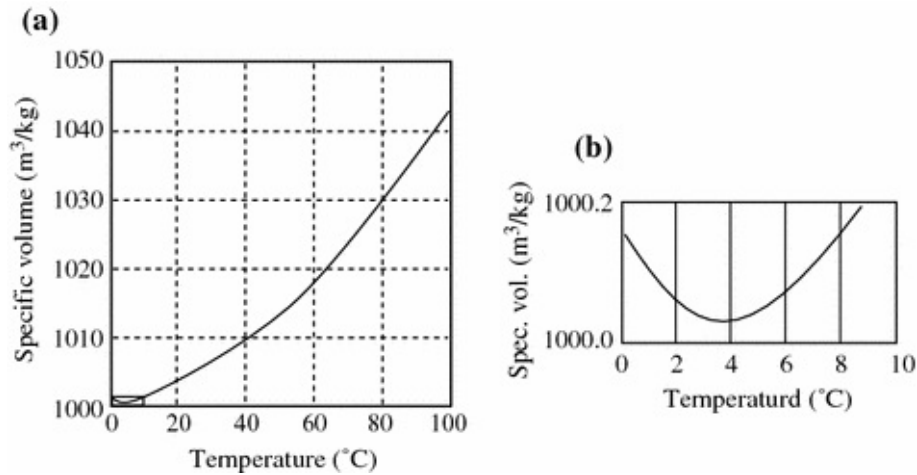 (a)
1050
1040
1030
1020
1010
1000
Specific volume (m³/kg)
0 20 40 60 80 100
Temperature (˚C)
(b)
1000.2
1000.0
Spec. vol. (m³/kg)
0 2 4 6 8 10
Temperaturd (˚C)